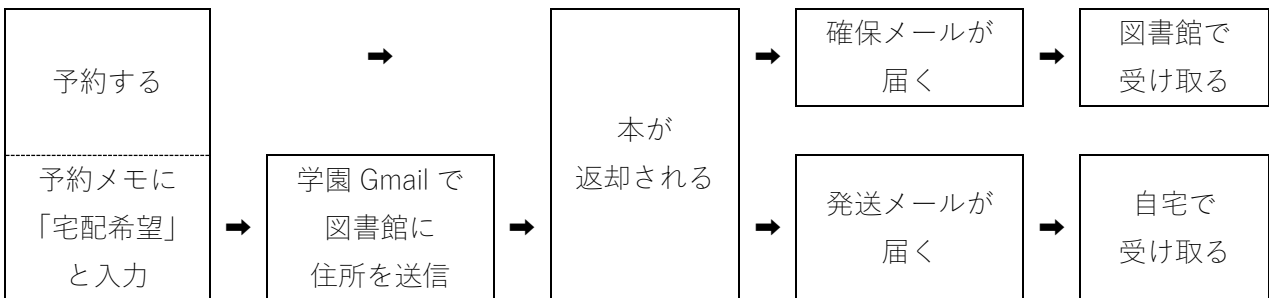 予約する
予約メモに
「宅配希望」
と入力
➡
学園 Gmail で
図書館に
住所を送信
➡
➡
本が
返却される
➡
確保メールが
届く
➡
図書館で
受け取る
➡
発送メールが
届く
➡
自宅で
受け取る